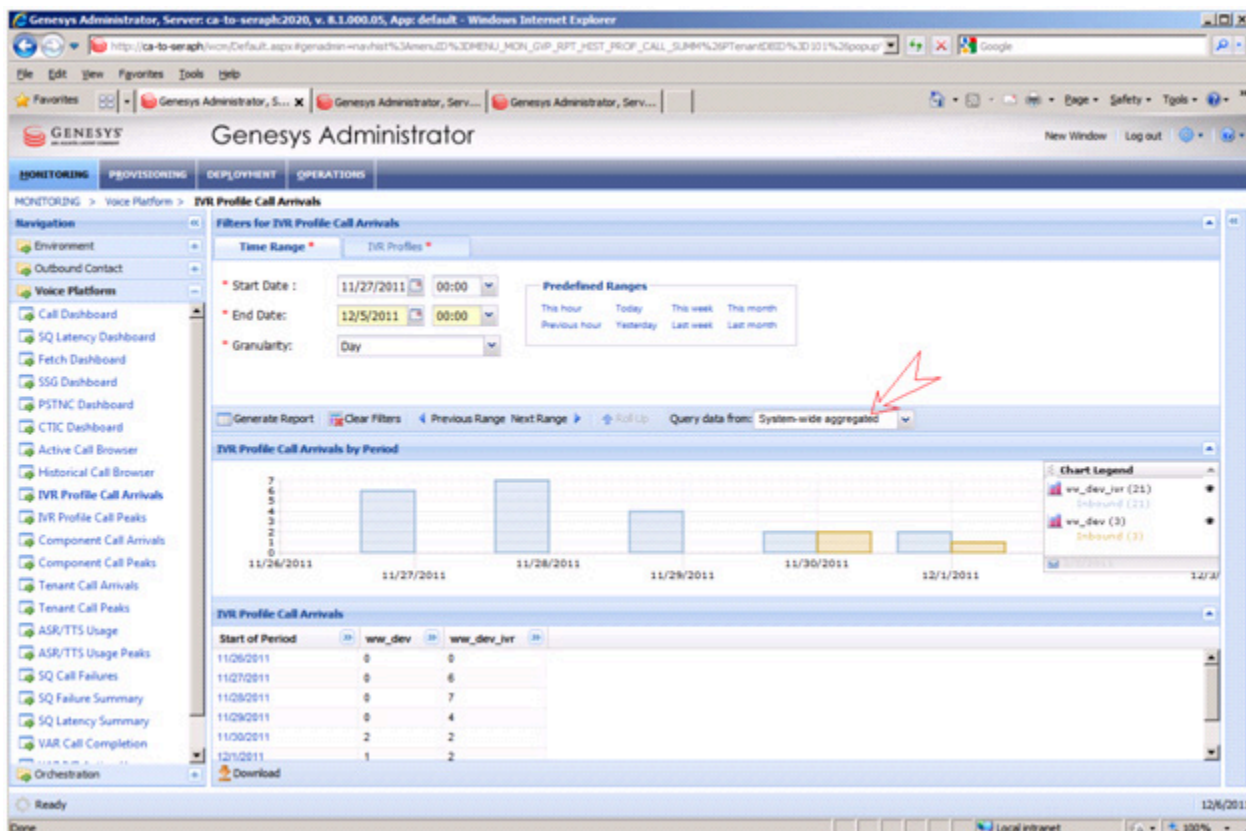 Genesys Administrator, Server: ca-to-seraph:2020, v. 8.1.000.05, App: default - Windows Internet Explorer
Google
File Edit View Favorites Tools Help
Favorites Genesys Administrator, S... Genesys Administrator, Serv... Genesys Administrator, Serv... Page Safety Tools
GENESYS Genesys Administrator New Window Log out
MONITORING PROVISIONING DEPLOYMENT OPERATIONS
MONITORING > Voice Platform > IVR Profile Call Arrivals
Navigation
Environment
Outbound Contact
Voice Platform
Call Dashboard
SQ Latency Dashboard
Fetch Dashboard
SSG Dashboard
PSTNC Dashboard
CTIC Dashboard
Active Call Browser
Historical Call Browser
IVR Profile Call Arrivals
IVR Profile Call Peaks
Component Call Arrivals
Component Call Peaks
Tenant Call Arrivals
Tenant Call Peaks
ASR/TTS Usage
ASR/TTS Usage Peaks
SQ Call Failures
SQ Failure Summary
SQ Latency Summary
VAR Call Completion
Orchestration
Filters for IVR Profile Call Arrivals
Time Range * IVR Profiles *
* Start Date : 11/27/2011 00:00
* End Date: 12/5/2011 00:00
* Granularity: Day
Predefined Ranges
This hour Today This week This month
Previous hour Yesterday Last week Last month
Generate Report Clear Filters Previous Range Next Range Roll Up Query data from: System-wide aggregated
IVR Profile Call Arrivals by Period
7
6
5
4
3
2
1
0
11/26/2011 11/27/2011 11/28/2011 11/29/2011 11/30/2011 12/1/2011
Chart Legend
ww_dev_ivr (21)
Inbound (21)
ww_dev (3)
Inbound (3)
IVR Profile Call Arrivals
Start of Period ww_dev ww_dev_ivr
11/26/2011 0 0
11/27/2011 0 6
11/28/2011 0 7
11/29/2011 0 4
11/30/2011 2 2
12/1/2011 1 2
Download
Ready 12/6/2011
Done Local intranet 100%